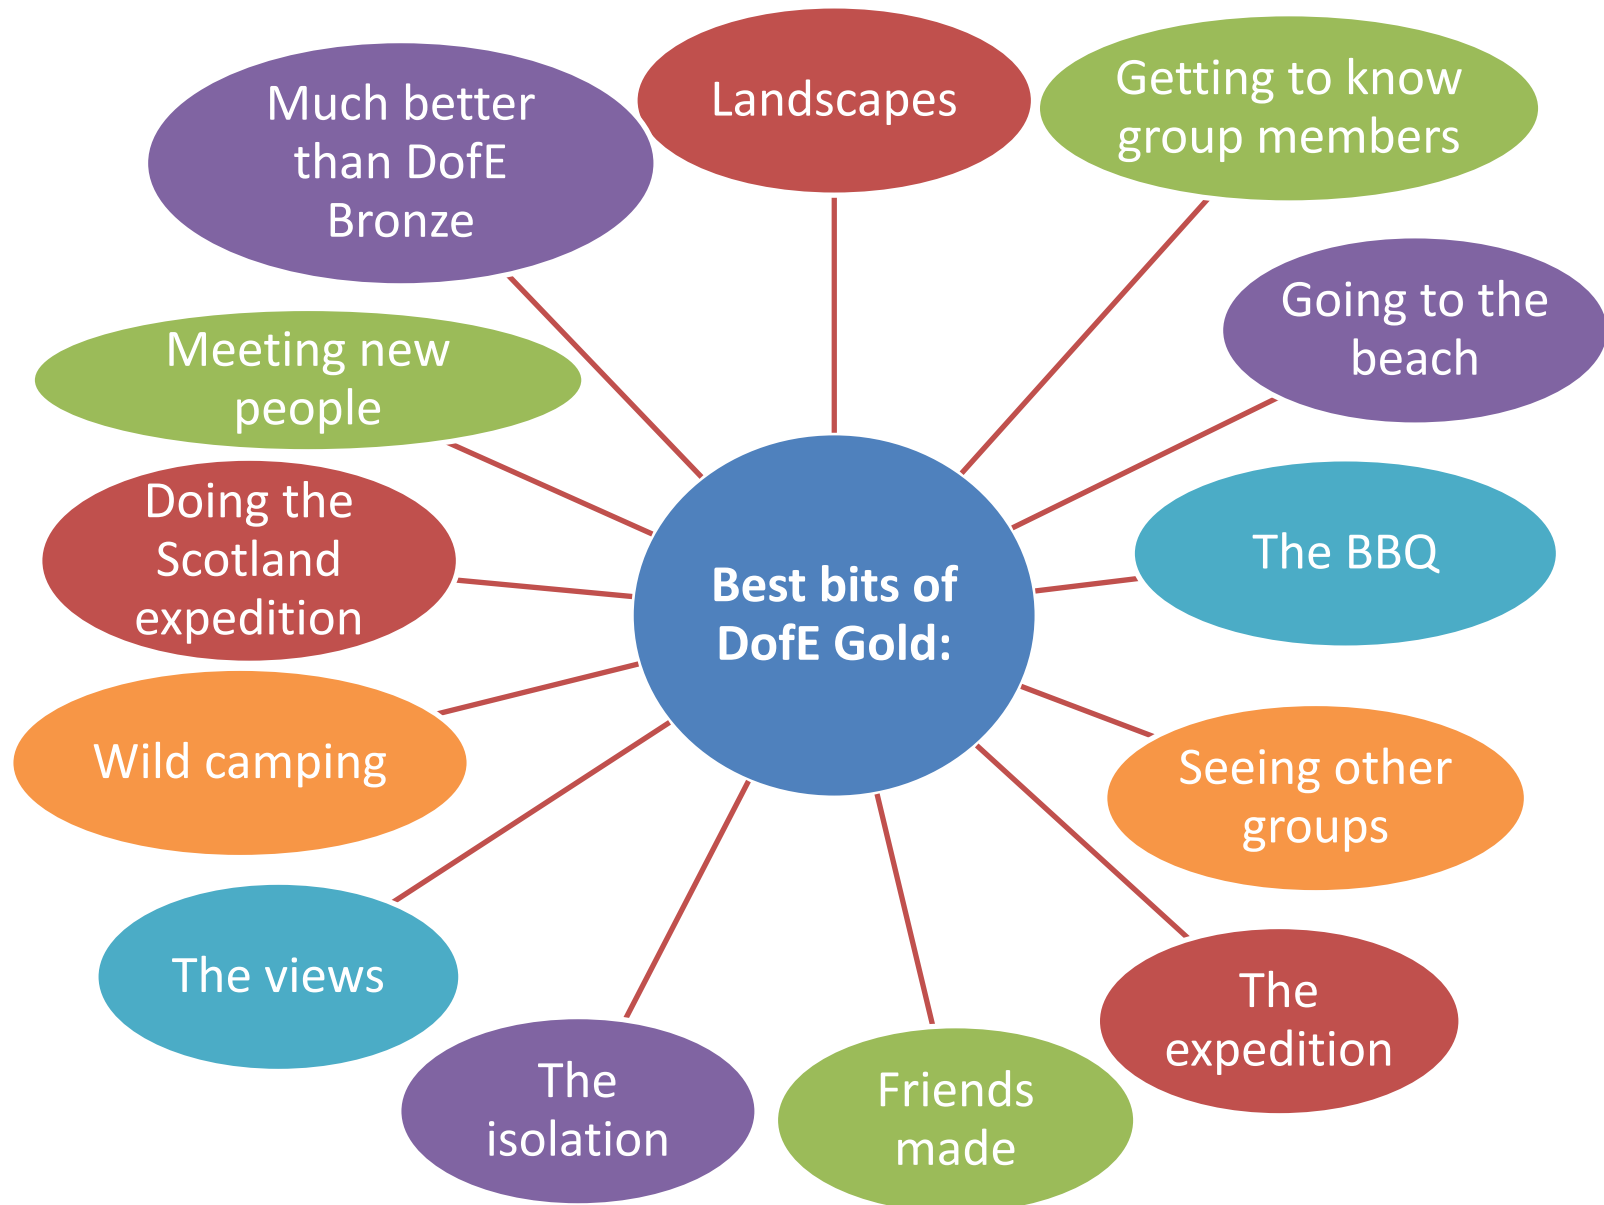 Best bits of
DofE Gold:
Landscapes
Getting to know
group members
Going to the
beach
The BBQ
Seeing other
groups
The
expedition
Friends
made
The
isolation
The views
Wild camping
Doing the
Scotland
expedition
Meeting new
people
Much better
than DofE
Bronze